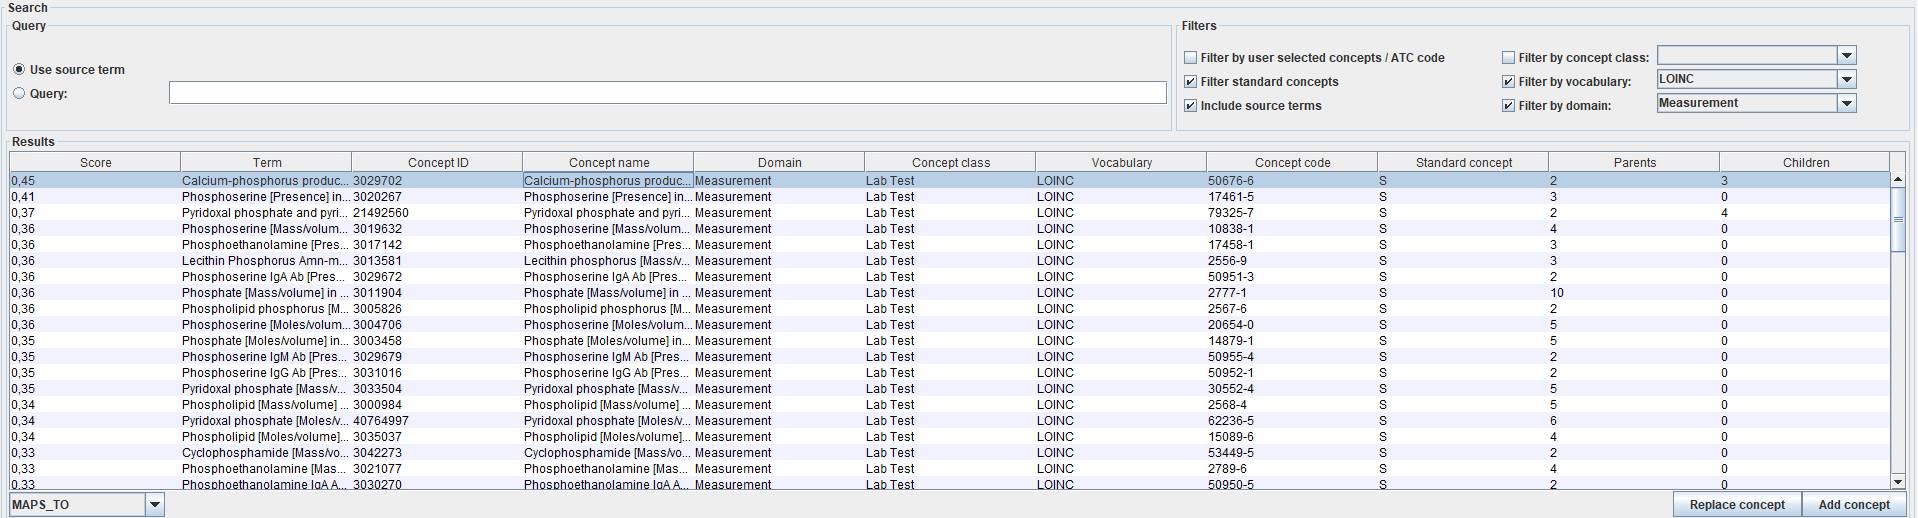 Search
Query
Filters
Use source term
Query:
Filter by user selected concepts / ATC code
Filter by concept class:
Filter standard concepts
Filter by vocabulary: LOINC
Include source terms
Filter by domain: Measurement
Results
Score Term Concept ID Concept name Domain Concept class Vocabulary Concept code Standard concept Parents Children
0,45 Calcium-phosphorus produc... 3029702 Calcium-phosphorus produc... Measurement Lab Test LOINC 50676-6 S 2 3
0,41 Phosphoserine [Presence] in... 3020267 Phosphoserine [Presence] in... Measurement Lab Test LOINC 17461-5 S 3 0
0,37 Pyridoxal phosphate and pyri... 21492560 Pyridoxal phosphate and pyri... Measurement Lab Test LOINC 79325-7 S 2 4
0,36 Phosphoserine [Mass/volum... 3019632 Phosphoserine [Mass/volum... Measurement Lab Test LOINC 10838-1 S 4 0
0,36 Phosphoethanolamine [Pres... 3017142 Phosphoethanolamine [Pres... Measurement Lab Test LOINC 17458-1 S 3 0
0,36 Lecithin Phosphorus Amn-m... 3013581 Lecithin phosphorus [Mass/v... Measurement Lab Test LOINC 2556-9 S 3 0
0,36 Phosphoserine IgA Ab [Pres... 3029672 Phosphoserine IgA Ab [Pres... Measurement Lab Test LOINC 50951-3 S 2 0
0,36 Phosphate [Mass/volume] in ... 3011904 Phosphate [Mass/volume] in ... Measurement Lab Test LOINC 2777-1 S 10 0
0,36 Phospholipid phosphorus [M... 3005826 Phospholipid phosphorus [M... Measurement Lab Test LOINC 2567-6 S 2 0
0,36 Phosphoserine [Moles/volum... 3004706 Phosphoserine [Moles/volum... Measurement Lab Test LOINC 20654-0 S 5 0
0,35 Phosphate [Moles/volume] in... 3003458 Phosphate [Moles/volume] in... Measurement Lab Test LOINC 14879-1 S 5 0
0,35 Phosphoserine IgM Ab [Pres... 3029679 Phosphoserine IgM Ab [Pres... Measurement Lab Test LOINC 50955-4 S 2 0
0,35 Phosphoserine IgG Ab [Pres... 3031016 Phosphoserine IgG Ab [Pres... Measurement Lab Test LOINC 50952-1 S 2 0
0,35 Pyridoxal phosphate [Mass/v... 3033504 Pyridoxal phosphate [Mass/v... Measurement Lab Test LOINC 30552-4 S 5 0
0,34 Phospholipid [Mass/volume] ... 3000984 Phospholipid [Mass/volume] ... Measurement Lab Test LOINC 2568-4 S 5 0
0,34 Pyridoxal phosphate [Moles/v... 40764997 Pyridoxal phosphate [Moles/v... Measurement Lab Test LOINC 62236-5 S 6 0
0,34 Phospholipid [Moles/volume]... 3035037 Phospholipid [Moles/volume]... Measurement Lab Test LOINC 15089-6 S 4 0
0,33 Cyclophosphamide [Mass/vo... 3042273 Cyclophosphamide [Mass/vo... Measurement Lab Test LOINC 53449-5 S 2 0
0,33 Phosphoethanolamine [Mas... 3021077 Phosphoethanolamine [Mas... Measurement Lab Test LOINC 2789-6 S 4 0
0,33 Phosphoethanolamine IgA A... 3030270 Phosphoethanolamine IgA A... Measurement Lab Test LOINC 50950-5 S 2 0
MAPS_TO
Replace concept
Add concept